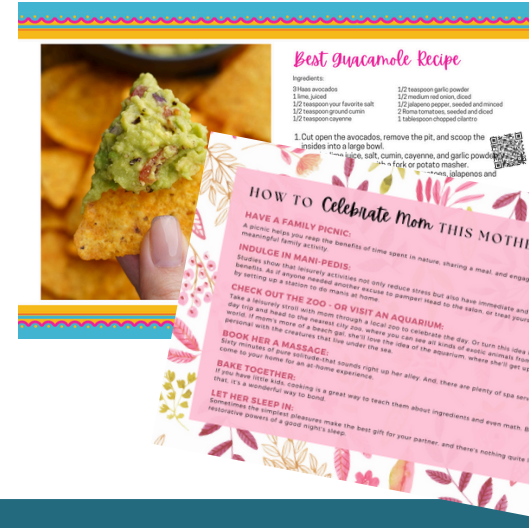 Best Guacamole Recipe
Ingredients:
3 Haas avocados
1 lime, juiced
1/2 teaspoon your favorite salt
1/2 teaspoon ground cumin
1/2 teaspoon cayenne
1/2 teaspoon garlic powder
1/2 medium red onion, diced
1/2 jalapeno pepper, seeded and minced
2 Roma tomatoes, seeded and diced
1 tablespoon chopped cilantro
1. Cut open the avocados, remove the pit, and scoop the
insides into a large bowl.
lime juice, salt, cumin, cayenne, and garlic powder
fork or potato masher.
jalapenos and
HOW TO Celebrate Mom THIS
HAVE A FAMILY PICNIC:
A picnic helps you reap the benefits of time spent in nature, sharing a meal, and
meaningful family activity.
INDULGE IN MANI-PEDIS:
Studies show that leisurely activities not only reduce stress but also have immediate and
benefits. As if anyone needed another excuse to pamper! Head to the salon, or treat
by setting up a station to do manis at home.
CHECK OUT THE ZOO - OR VISIT AN AQUARIUM:
Take a leisurely stroll with mom through a local zoo to celebrate the day. Or turn this idea
day trip and head to the nearest city zoo, where you can see all kinds of exotic animals from
world. If mom's more of a beach gal, she'll love the idea of the aquarium, where she'll get up
personal with the creatures that live under the sea.
BOOK HER A MASSAGE:
Sixty minutes of pure solitude-that sounds right up her alley. And, there are plenty of spa
come to your home for an at-home experience.
BAKE TOGETHER:
If you have little kids, cooking is a great way to teach them about ingredients and even math.
that, it's a wonderful way to bond.
LET HER SLEEP IN:
Sometimes the simplest pleasures make the best gift for your partner, and there's nothing quite
restorative powers of a good night's sleep.